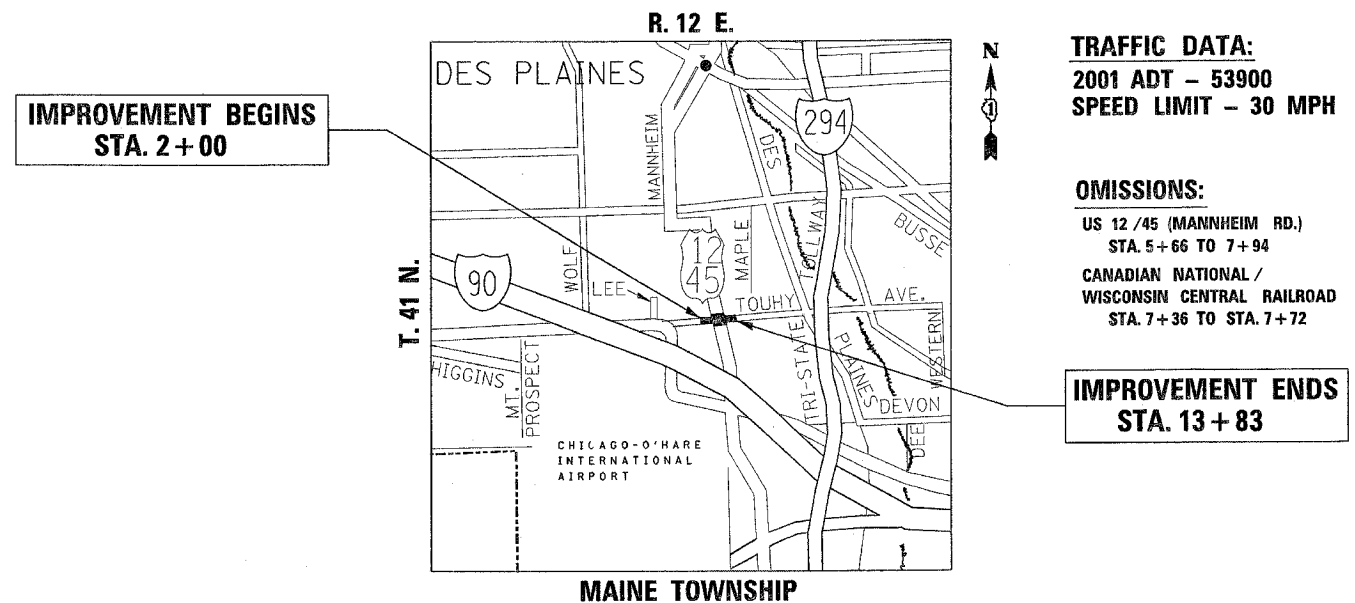 R. 12 E.
IMPROVEMENT BEGINS
STA. 2+00
T. 41 N.
DES PLAINES
294
MANNHEIM
DES
TOLLWAY
BUSSE
WOLF
12
45
MAPLE
90
LEE
TOUHY AVE.
HIGGINS
MT.
PROSPECT
TRI-STATE
PLAINES
WESTERN
DEVON
DEE
CHICAGO-O'HARE
INTERNATIONAL
AIRPORT
MAINE TOWNSHIP
N
TRAFFIC DATA:
2001 ADT - 53900
SPEED LIMIT - 30 MPH
OMISSIONS:
US 12 /45 (MANNHEIM RD.)
STA. 5+66 TO 7+94
CANADIAN NATIONAL /
WISCONSIN CENTRAL RAILROAD
STA. 7+36 TO STA. 7+72
IMPROVEMENT ENDS
STA. 13+83